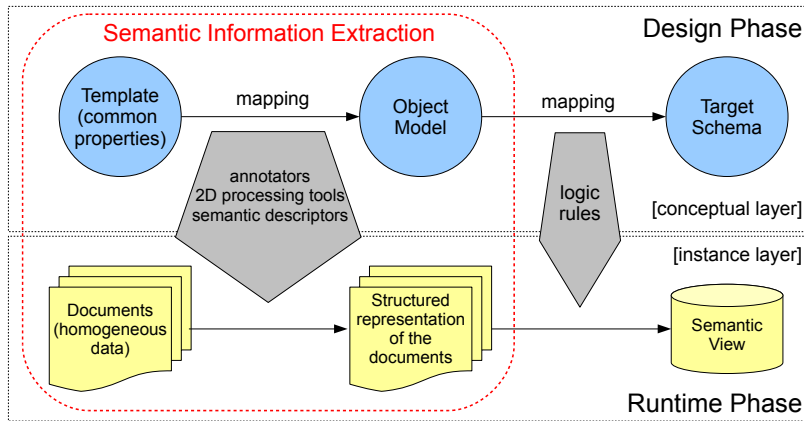 Semantic Information Extraction
Design Phase
Template
(common
properties)
mapping
Object
Model
mapping
Target
Schema
annotators
2D processing tools
semantic descriptors
logic
rules
[conceptual layer]
[instance layer]
Documents
(homogeneous
data)
Structured
representation
of the
documents
Semantic
View
Runtime Phase